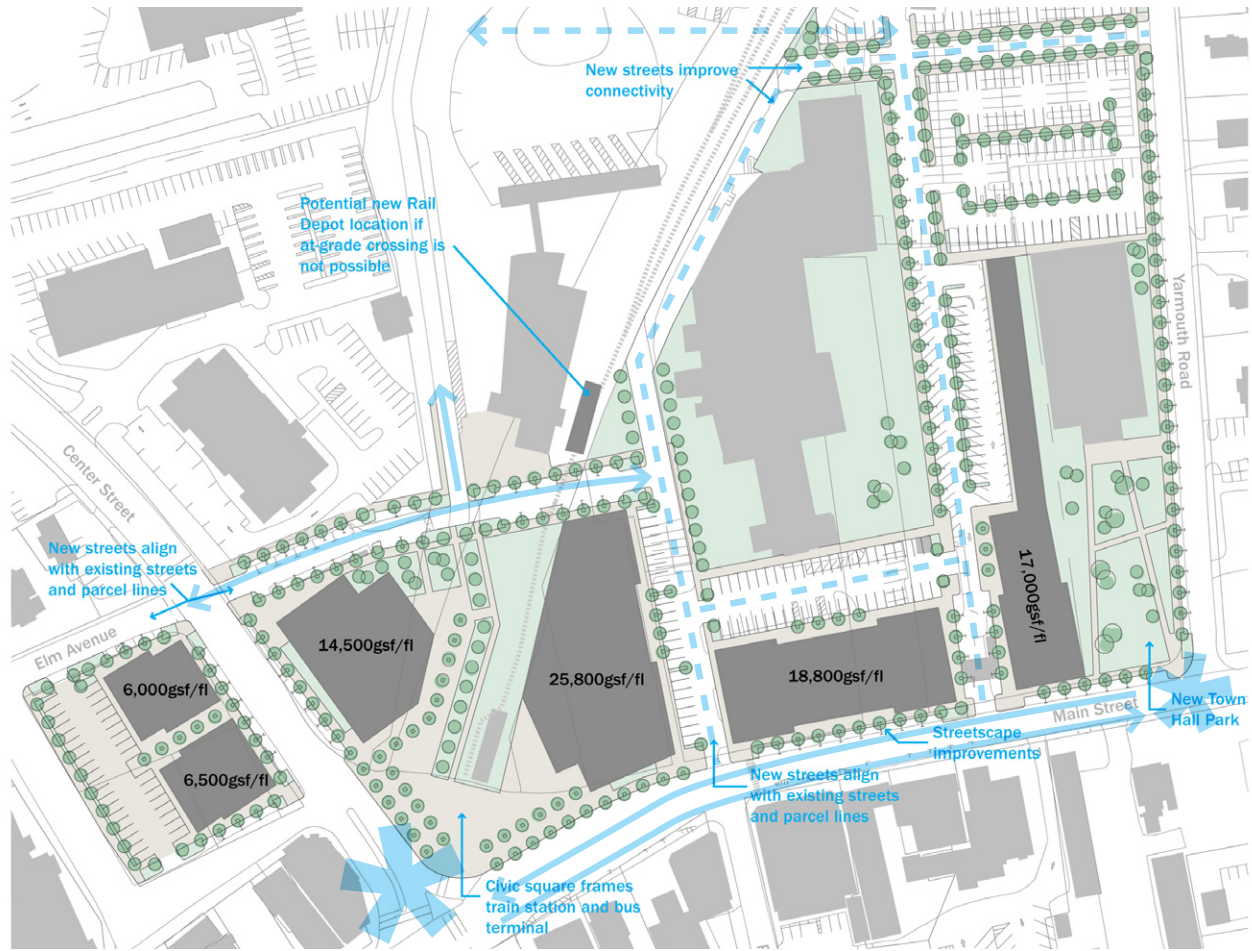 New streets improve
connectivity
Potential new Rail
Depot location if
at-grade crossing is
not possible
Yarmouth Road
Center Street
New streets align
with existing streets
and parcel lines
Elm Avenue
14,500gsf/fl
6,000gsf/fl
6,500gsf/fl
25,800gsf/fl
18,800gsf/fl
17,000gsf/fl
New Town
Hall Park
Main Street
Streetscape
improvements
New streets align
with existing streets
and parcel lines
Civic square frames
train station and bus
terminal